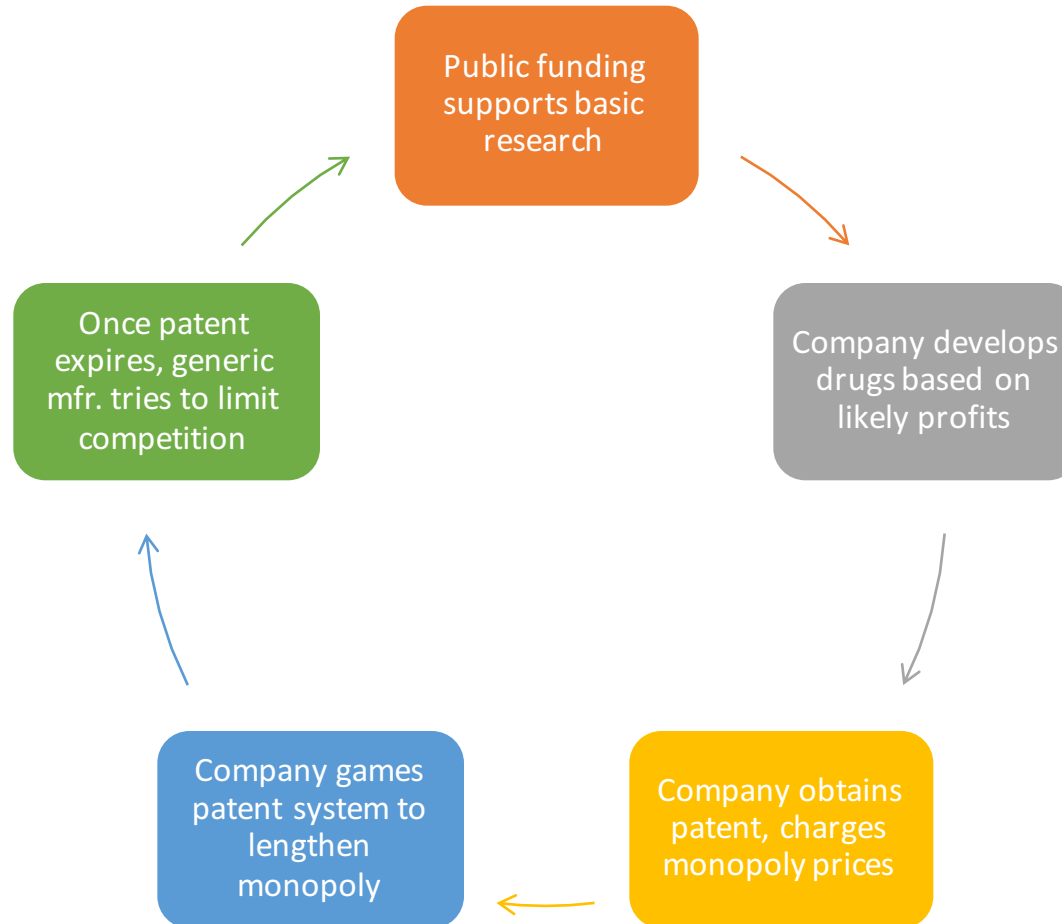 Public funding
supports basic
research
Company develops
drugs based on
likely profits
Company obtains
patent, charges
monopoly prices
Company games
patent system to
lengthen
monopoly
Once patent
expires, generic
mfr. tries to limit
competition